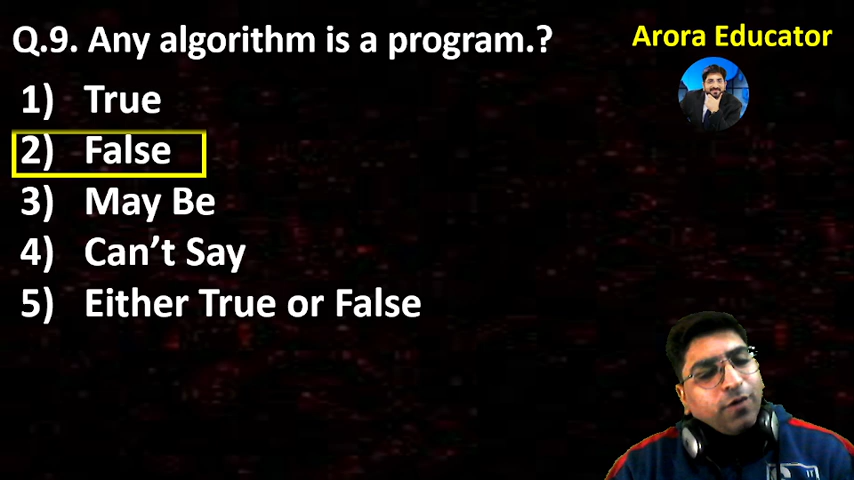 Q.9. Any algorithm is a program.?
Arora Educator
1) True
2) False
3) May Be
4) Can’t Say
5) Either True or False